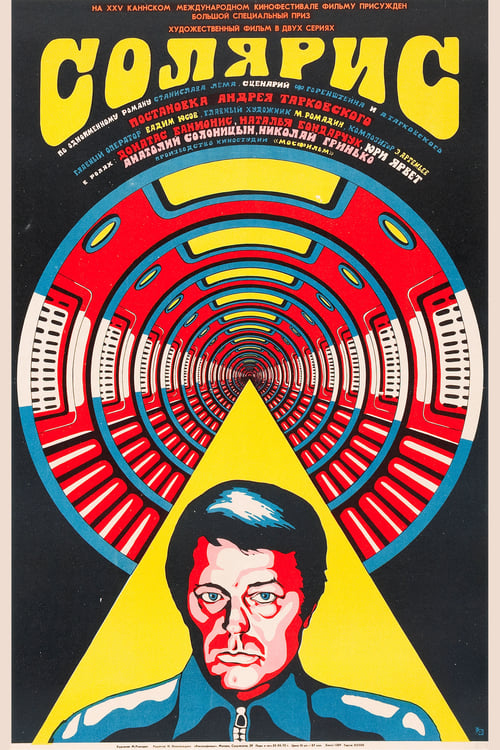 НА XXV КАННСКОМ МЕЖДУНАРОДНОМ КИНОФЕСТИВАЛЕ ФИЛЬМУ ПРИСУЖДЕН
БОЛЬШОЙ СПЕЦИАЛЬНЫЙ ПРИЗ
ХУДОЖЕСТВЕННЫЙ ФИЛЬМ В ДВУХ СЕРИЯХ
СОЛЯРИС
ПО ОДНОИМЕННОМУ РОМАНУ СТАНИСЛАВА ЛЕМА. СЦЕНАРИЙ Ф. ГОРЕНШТЕЙНА И А. ТАРКОВСКОГО
ПОСТАНОВКА АНДРЕЯ ТАРКОВСКОГО
ГЛАВНЫЙ ОПЕРАТОР ВАДИМ ЮСОВ ГЛАВНЫЙ ХУДОЖНИК М. РОМАДИН КОМПОЗИТОР Э. АРТЕМЬЕВ
В РОЛЯХ: ДОНАТАС БАНИОНИС, НАТАЛЬЯ БОНДАРЧУК, ЮРИ ЯРВЕТ
АНАТОЛИЙ СОЛОНИЦЫН, НИКОЛАЙ ГРИНЬКО
ПРОИЗВОДСТВО КИНОСТУДИИ «МОСФИЛЬМ»